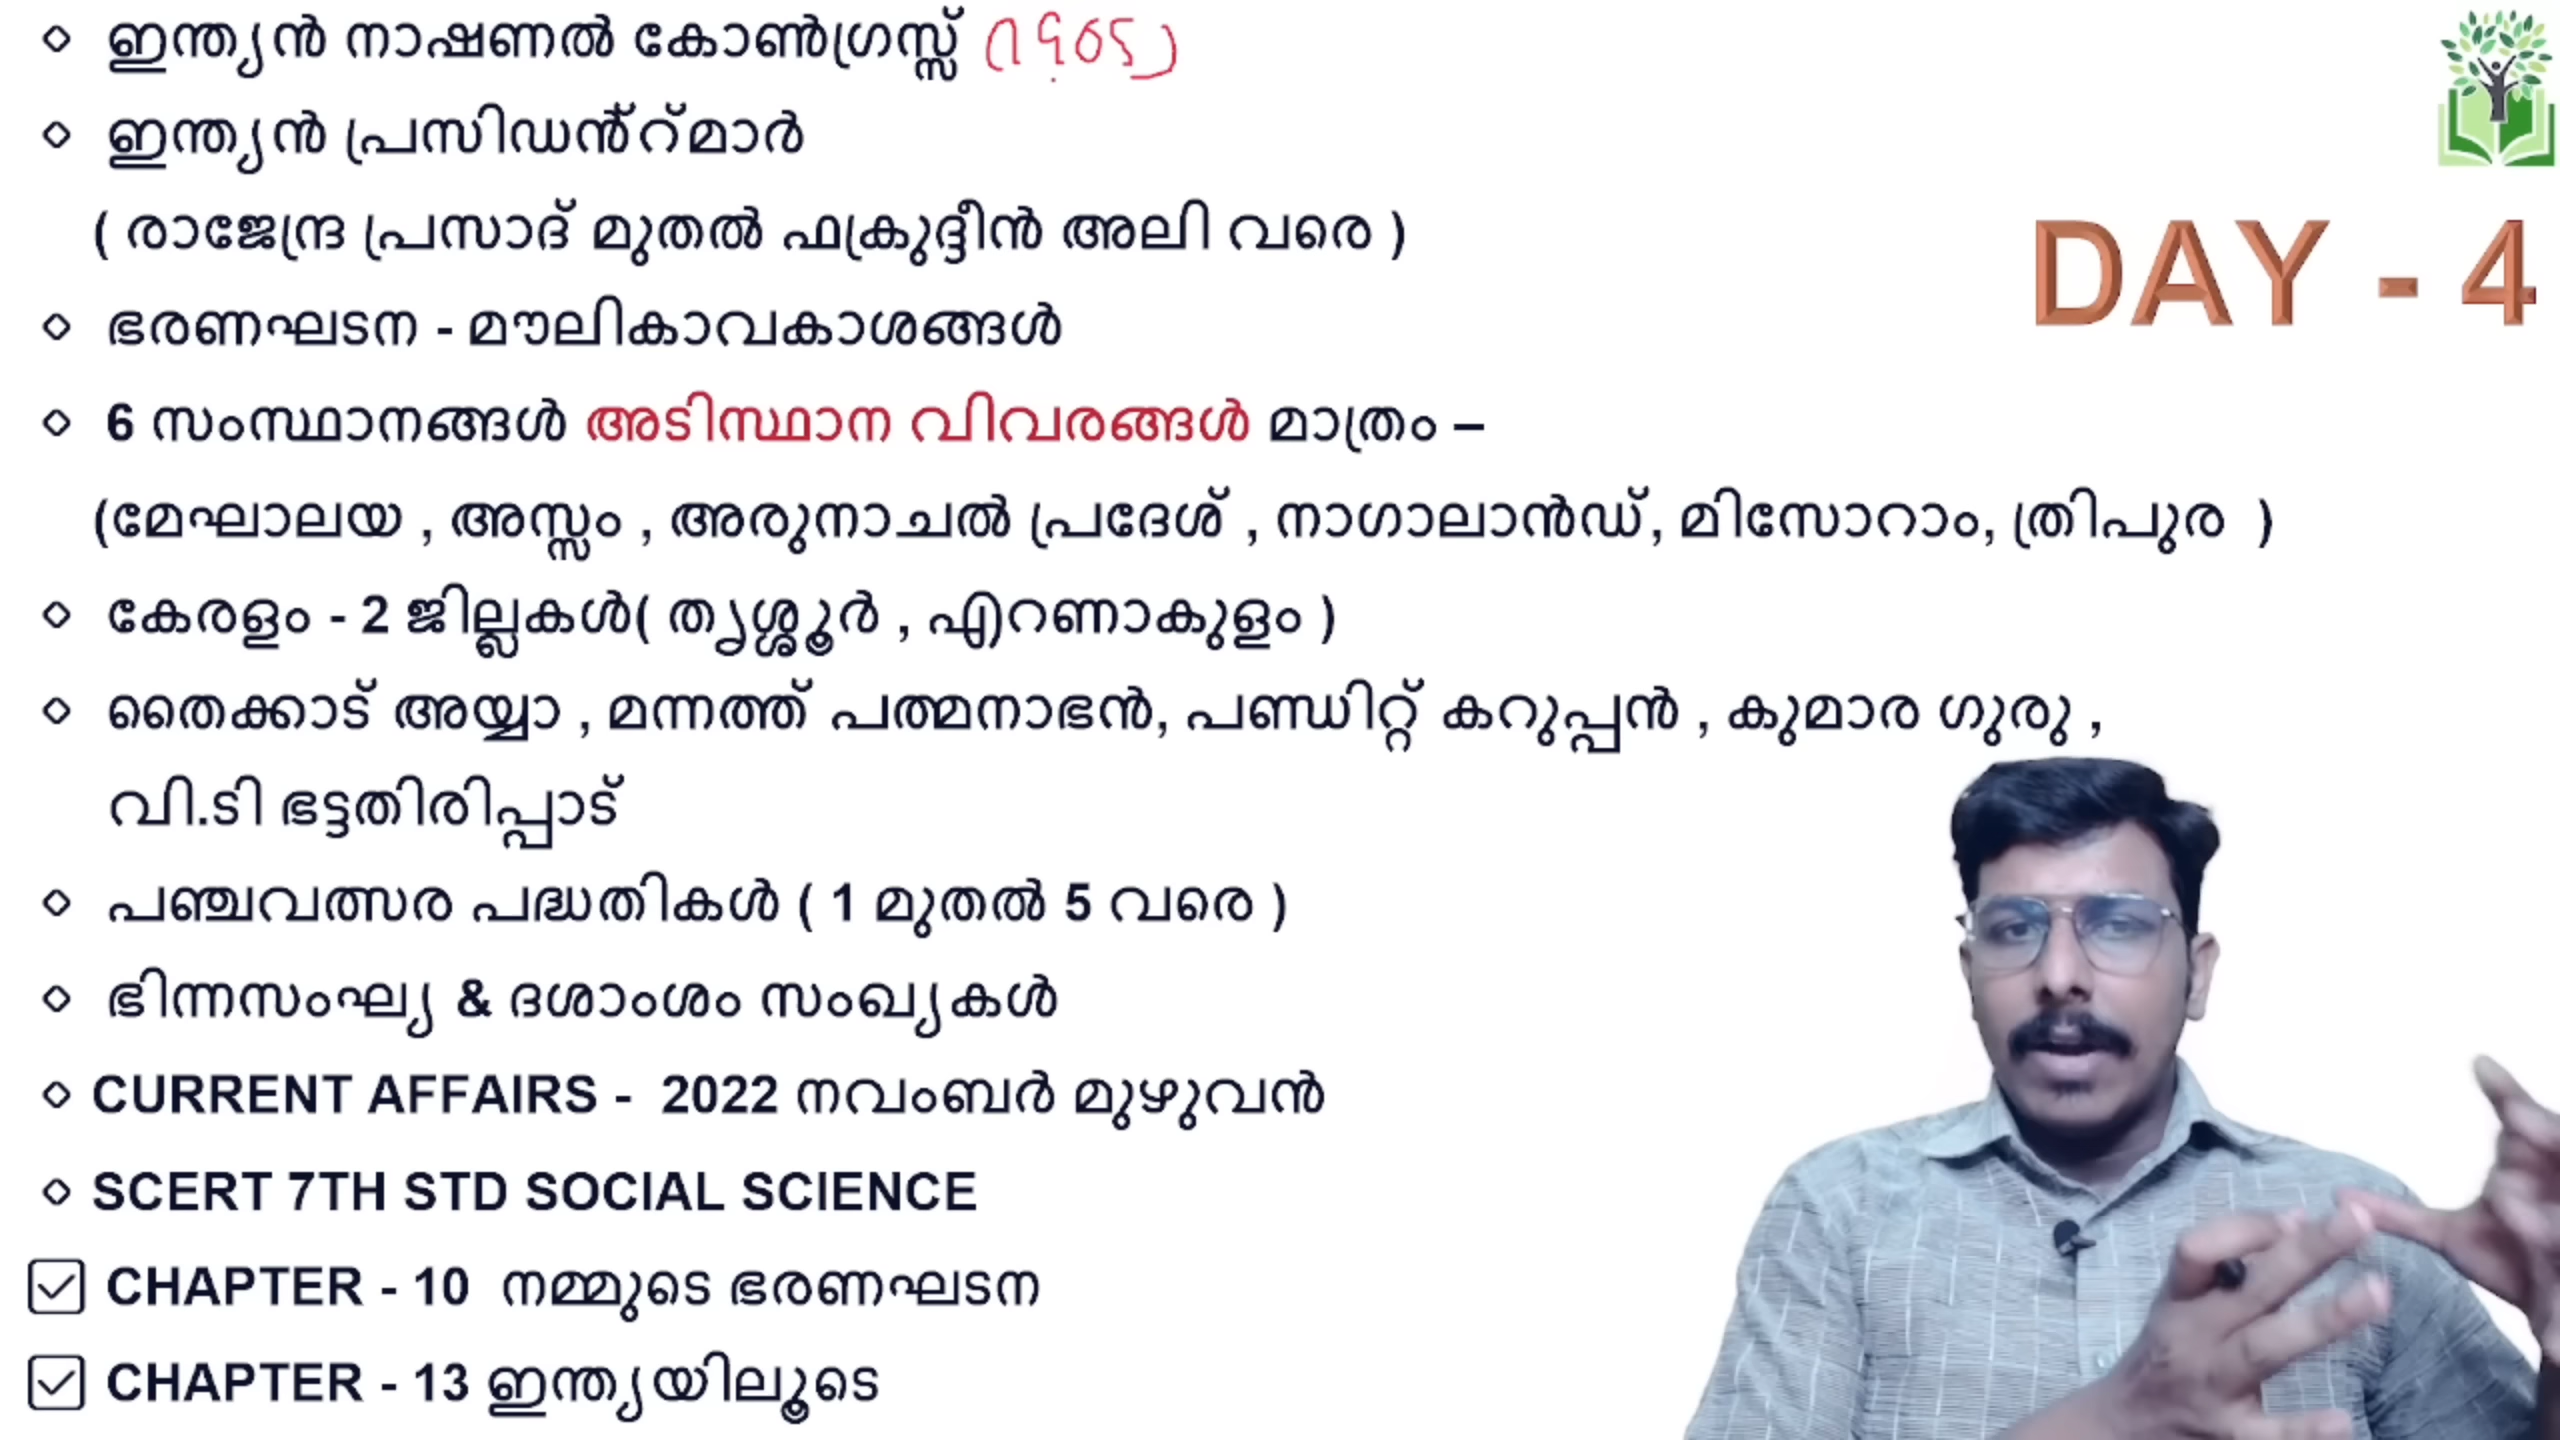 ◇ ഇന്ത്യൻ നാഷണൽ കോൺഗ്രസ്സ് (1905)
◇ ഇന്ത്യൻ പ്രസിഡൻ്റ്മാർ
( രാജേന്ദ്ര പ്രസാദ് മുതൽ ഫക്രുദ്ദീൻ അലി വരെ )
DAY - 4
◇ ഭരണഘടന - മൗലികാവകാശങ്ങൾ
◇ 6 സംസ്ഥാനങ്ങൾ അടിസ്ഥാന വിവരങ്ങൾ മാത്രം –
(മേഘാലയ , അസ്സം , അരുനാചൽ പ്രദേശ് , നാഗാലാൻഡ്, മിസോറാം, ത്രിപുര )
◇ കേരളം - 2 ജില്ലകൾ( തൃശ്ശൂർ , എറണാകുളം )
◇ തൈക്കാട് അയ്യാ , മന്നത്ത് പത്മനാഭൻ, പണ്ഡിറ്റ് കറുപ്പൻ , കുമാര ഗുരു ,
വി.ടി ഭട്ടതിരിപ്പാട്
◇ പഞ്ചവത്സര പദ്ധതികൾ ( 1 മുതൽ 5 വരെ )
◇ ഭിന്നസംഘ്യ & ദശാംശം സംഖ്യകൾ
◇ CURRENT AFFAIRS - 2022 നവംബർ മുഴുവൻ
◇ SCERT 7TH STD SOCIAL SCIENCE
☑ CHAPTER - 10 നമ്മുടെ ഭരണഘടന
☑ CHAPTER - 13 ഇന്ത്യയിലൂടെ